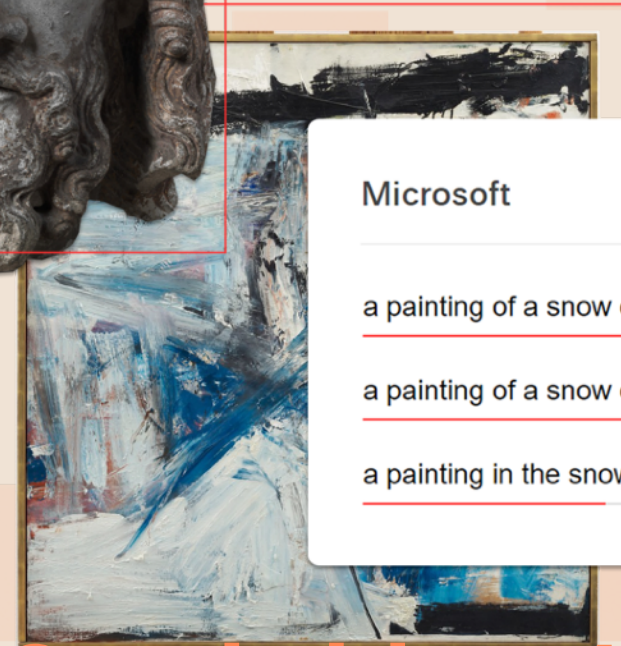 Microsoft
a painting of a snow
a painting of a snow
a painting in the snow